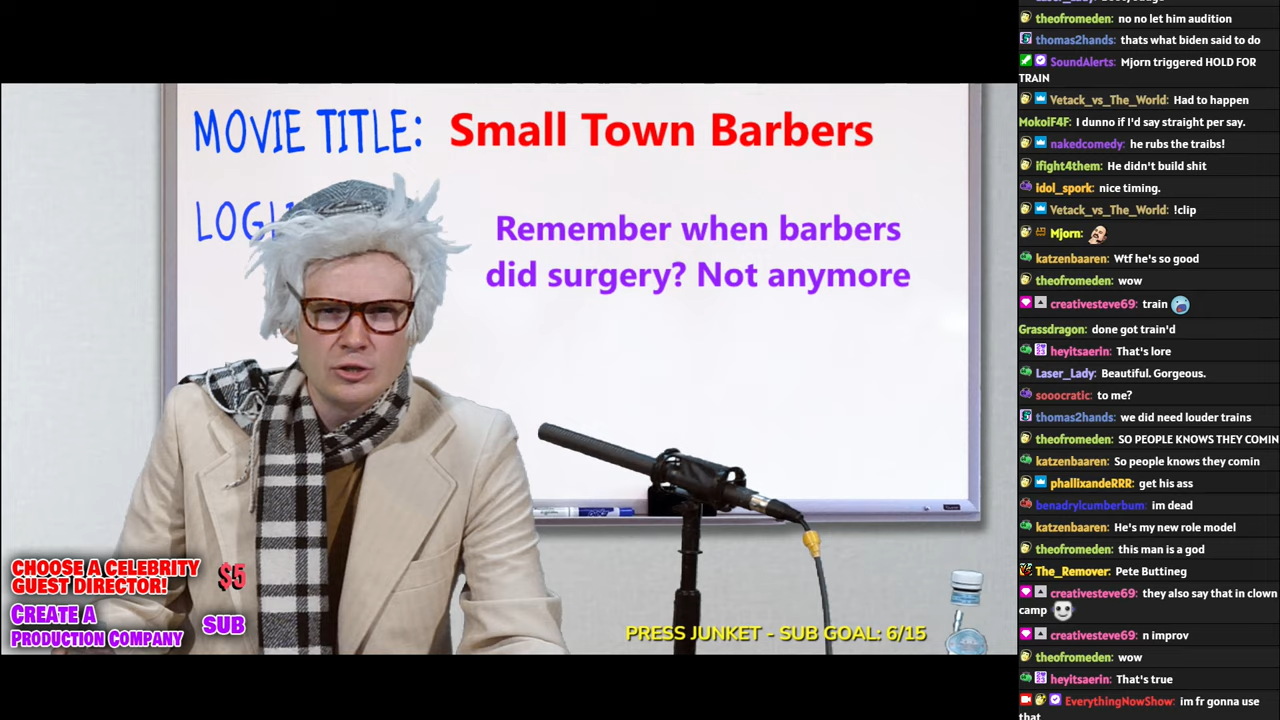 MOVIE TITLE: Small Town Barbers
Remember when barbers
did surgery? Not anymore
CHOOSE A CELEBRITY
GUEST DIRECTOR! $5
CREATE A
PRODUCTION COMPANY SUB
PRESS JUNKET - SUB GOAL: 6/15
theofromeden: no no let him audition
thomas2hands: thats what biden said to do
SoundAlerts: Mjorn triggered HOLD FOR
TRAIN
Vetack_vs_The_World: Had to happen
MokoiF4F: I dunno if I'd say straight per say.
nakedcomedy: he rubs the traibs!
ifight4them: He didn't build shit
idol_spork: nice timing.
Vetack_vs_The_World: !clip
Mjorn:
katzenbaaren: Wtf he's so good
theofromeden: wow
creativesteve69: train
Grassdragon: done got train'd
heyitsaerin: That's lore
Laser_Lady: Beautiful. Gorgeous.
sooocratic: to me?
thomas2hands: we did need louder trains
theofromeden: SO PEOPLE KNOWS THEY COMIN
katzenbaaren: So people knows they comin
phallixandeRRR: get his ass
benadrylcumberbum: im dead
katzenbaaren: He's my new role model
theofromeden: this man is a god
The_Remover: Pete Buttineg
creativesteve69: they also say that in clown
camp
creativesteve69: n improv
theofromeden: wow
heyitsaerin: That's true
EverythingNowShow: im fr gonna use
that